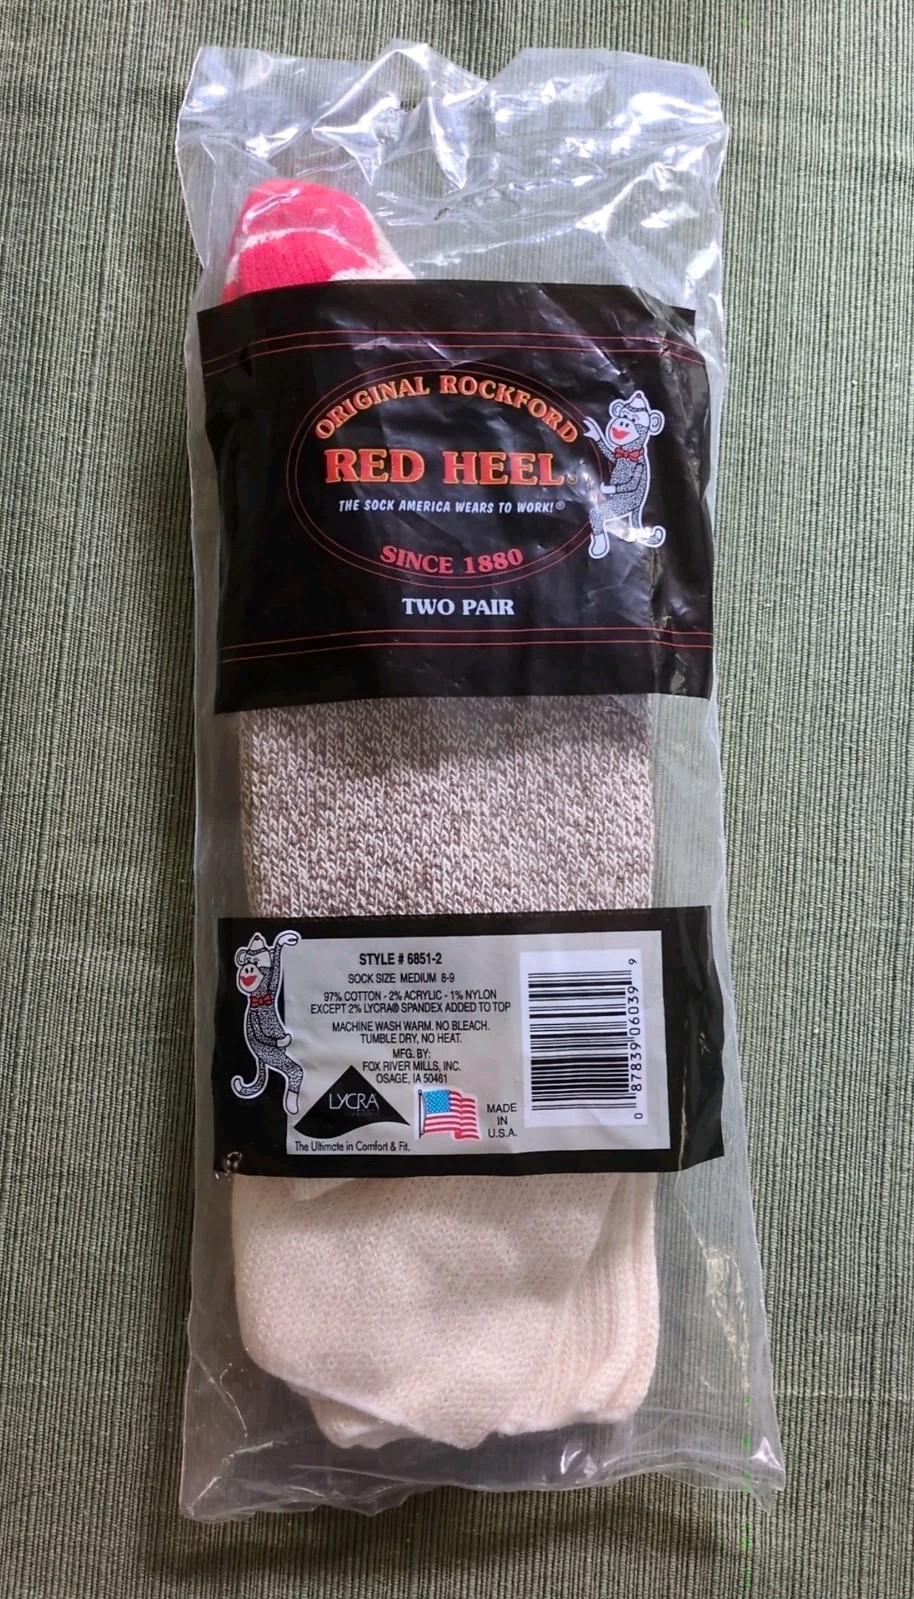 ORIGINAL ROCKFORD
RED HEEL®
THE SOCK AMERICA WEARS TO WORK!®
SINCE 1880
TWO PAIR
STYLE # 6851-2
SOCK SIZE MEDIUM 8-9
97% COTTON - 2% ACRYLIC - 1% NYLON
EXCEPT 2% LYCRA® SPANDEX ADDED TO TOP
MACHINE WASH WARM. NO BLEACH.
TUMBLE DRY, NO HEAT.
MFG. BY:
FOX RIVER MILLS, INC.
OSAGE, IA 50461
LYCRA
The Ultimate in Comfort & Fit.
MADE
IN
U.S.A.
0 87839 06039 9